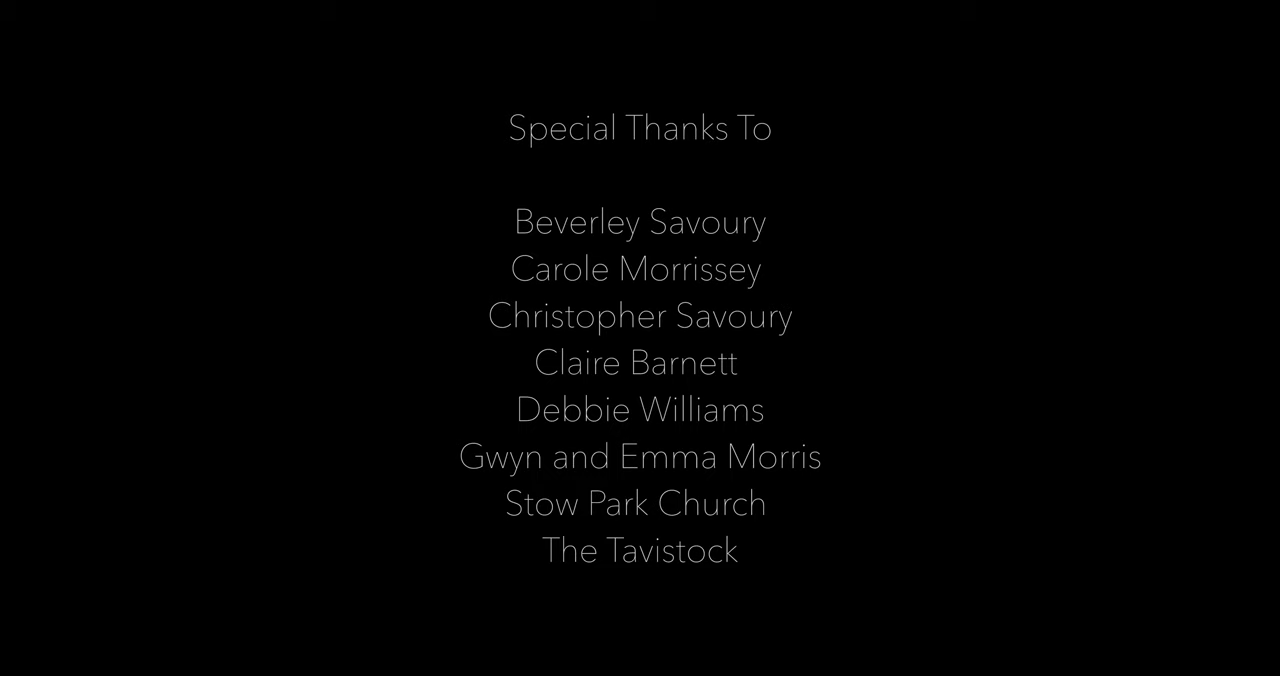 Special Thanks To
Beverley Savoury
Carole Morrissey
Christopher Savoury
Claire Barnett
Debbie Williams
Gwyn and Emma Morris
Stow Park Church
The Tavistock